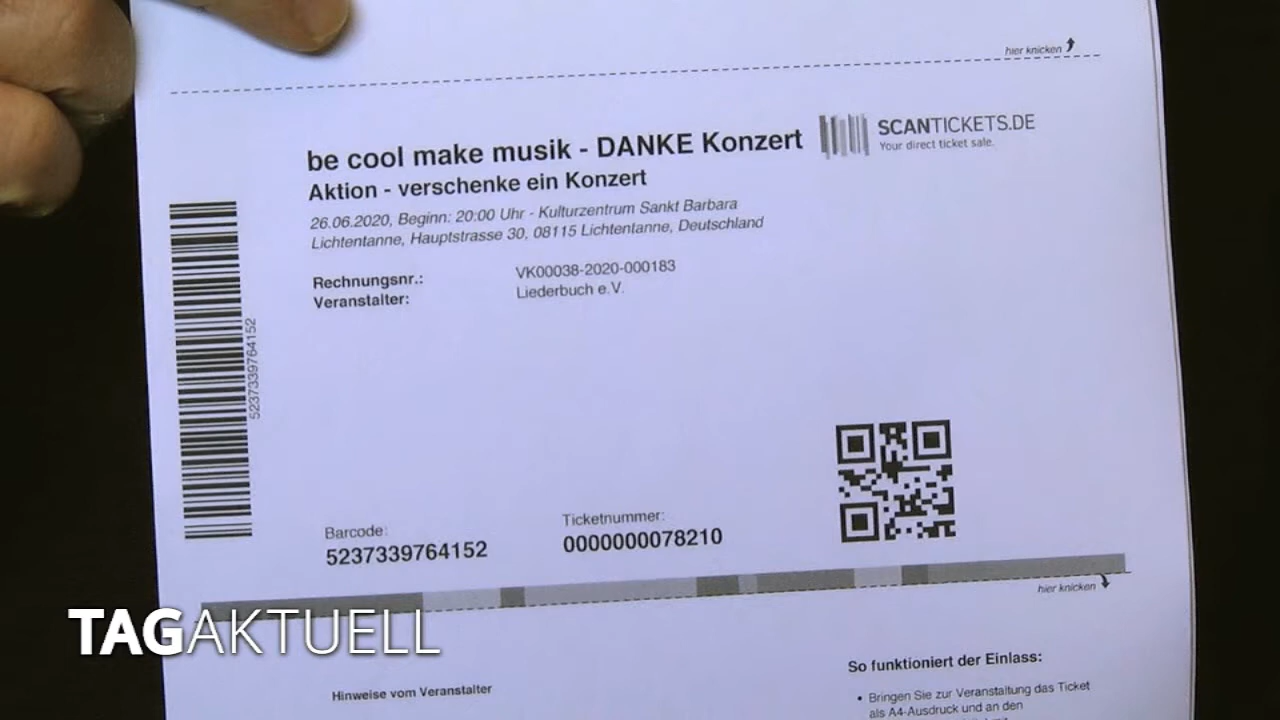 hier knicken
be cool make musik - DANKE Konzert
SCANTICKETS.DE
Your direct ticket sale.
Aktion - verschenke ein Konzert
26.06.2020, Beginn: 20:00 Uhr - Kulturzentrum Sankt Barbara
Lichtentanne, Hauptstrasse 30, 08115 Lichtentanne, Deutschland
Rechnungsnr.: VK00038-2020-000183
Veranstalter: Liederbuch e.V.
5237339764152
Barcode:
5237339764152
Ticketnummer:
0000000078210
hier knicken
TAGAKTUELL
Hinweise vom Veranstalter
So funktioniert der Einlass:
• Bringen Sie zur Veranstaltung das Ticket
als A4-Ausdruck und an den